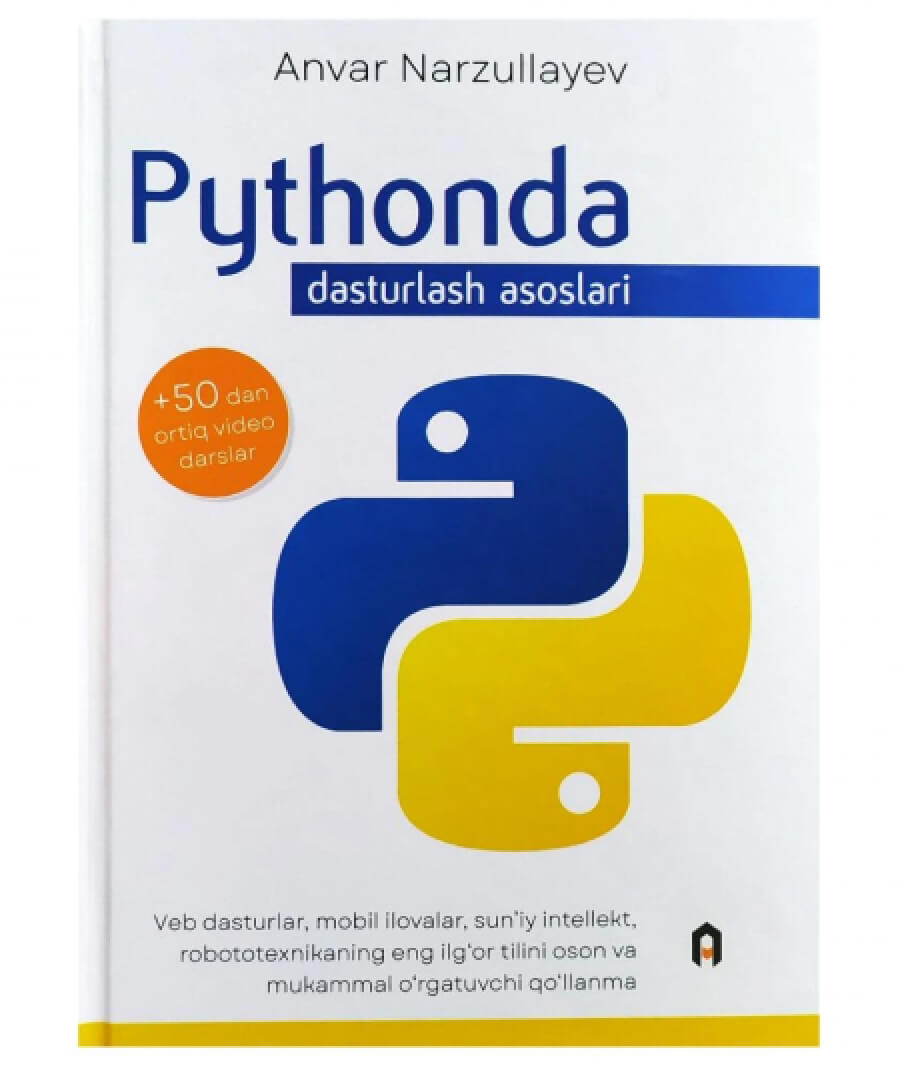 Anvar Narzullayev
Pythonda
dasturlash asoslari
+50 dan
ortiq video
darslar
Veb dasturlar, mobil ilovalar, sun'iy intellekt,
robototexnikaning eng ilg‘or tilini oson va
mukammal o‘rgatuvchi qo‘llanma